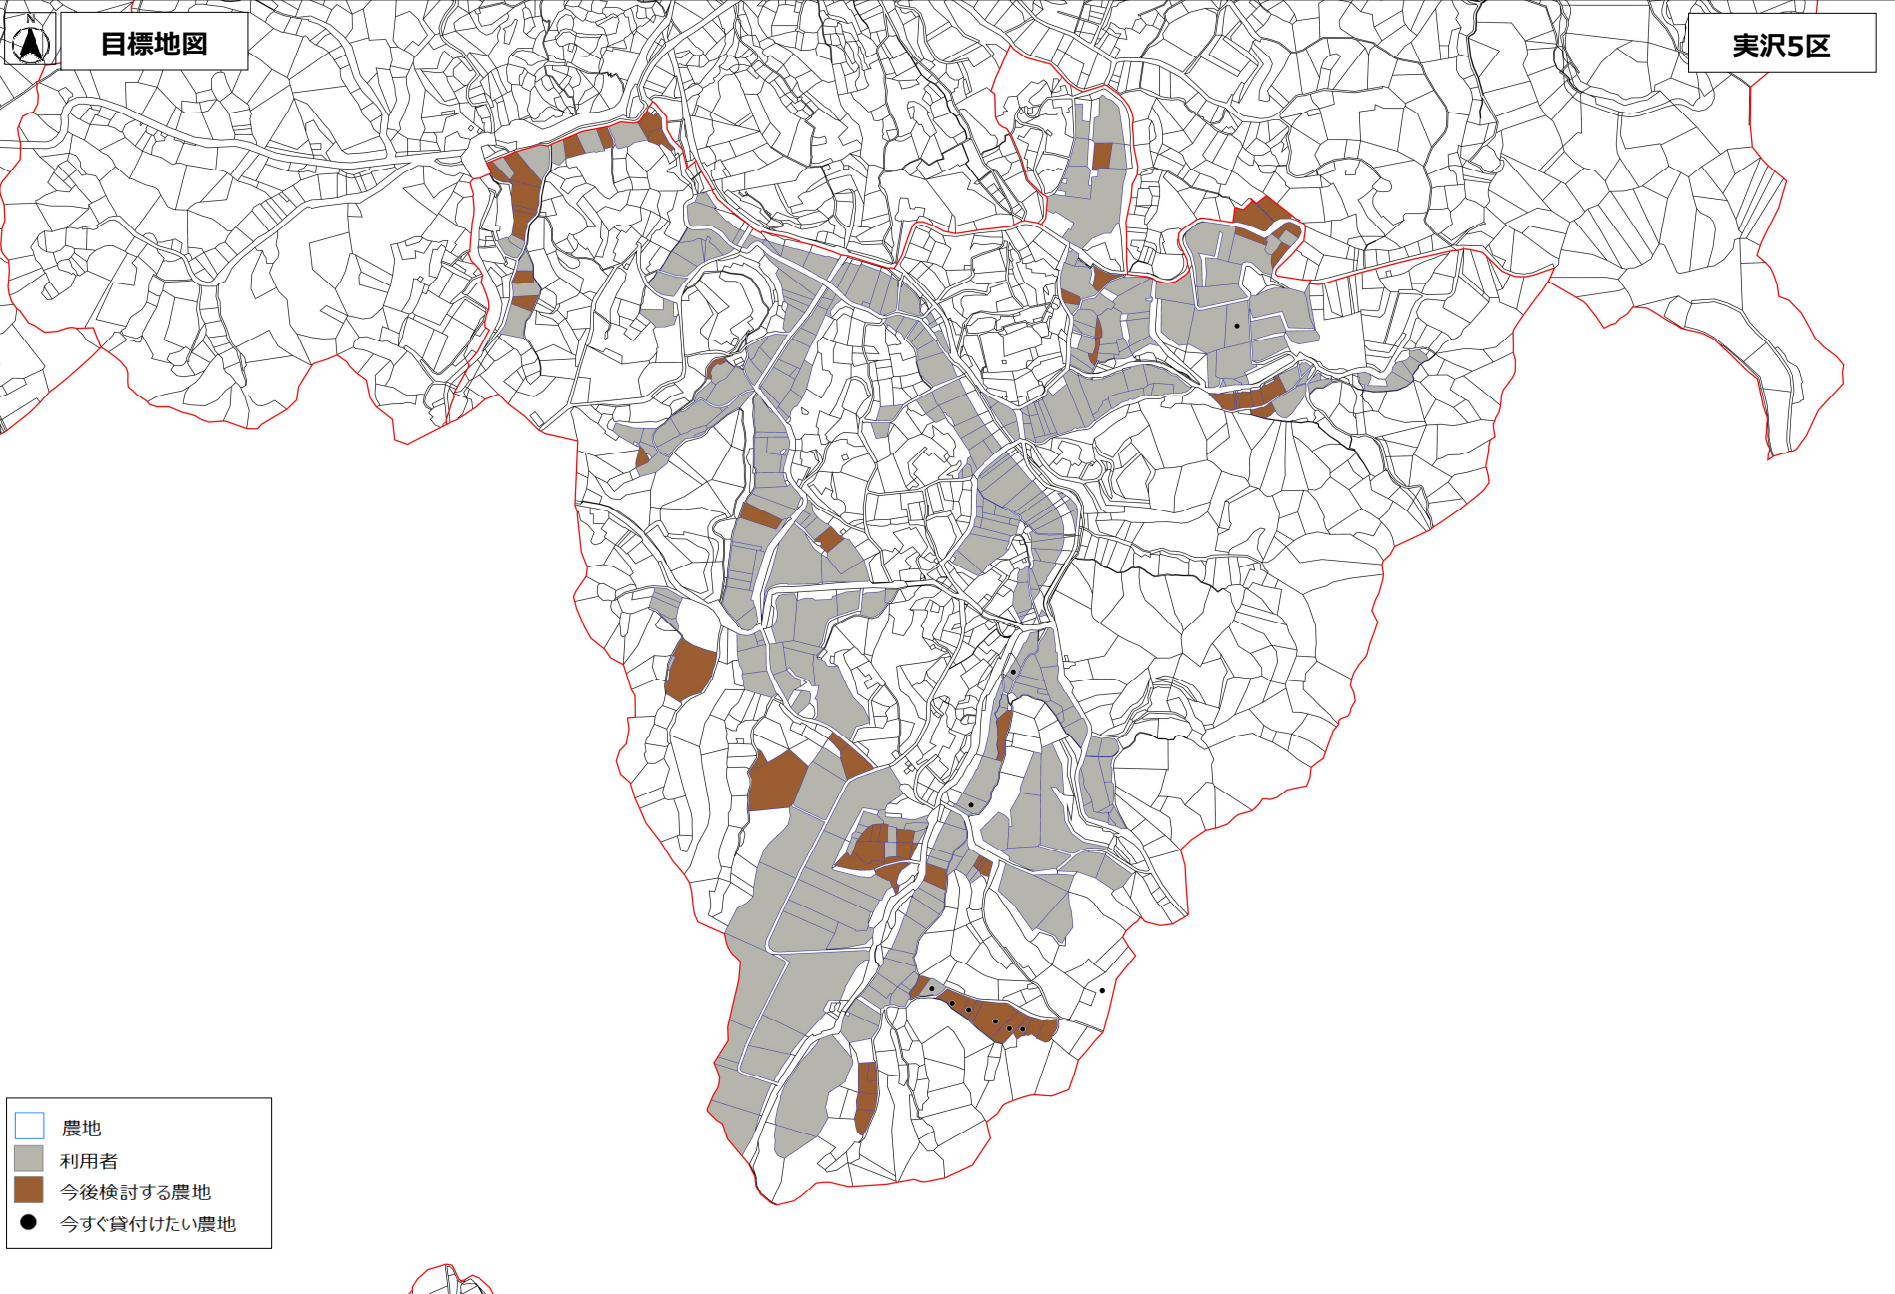 N
目標地図
実沢5区
農地
利用者
今後検討する農地
今すぐ貸付けたい農地